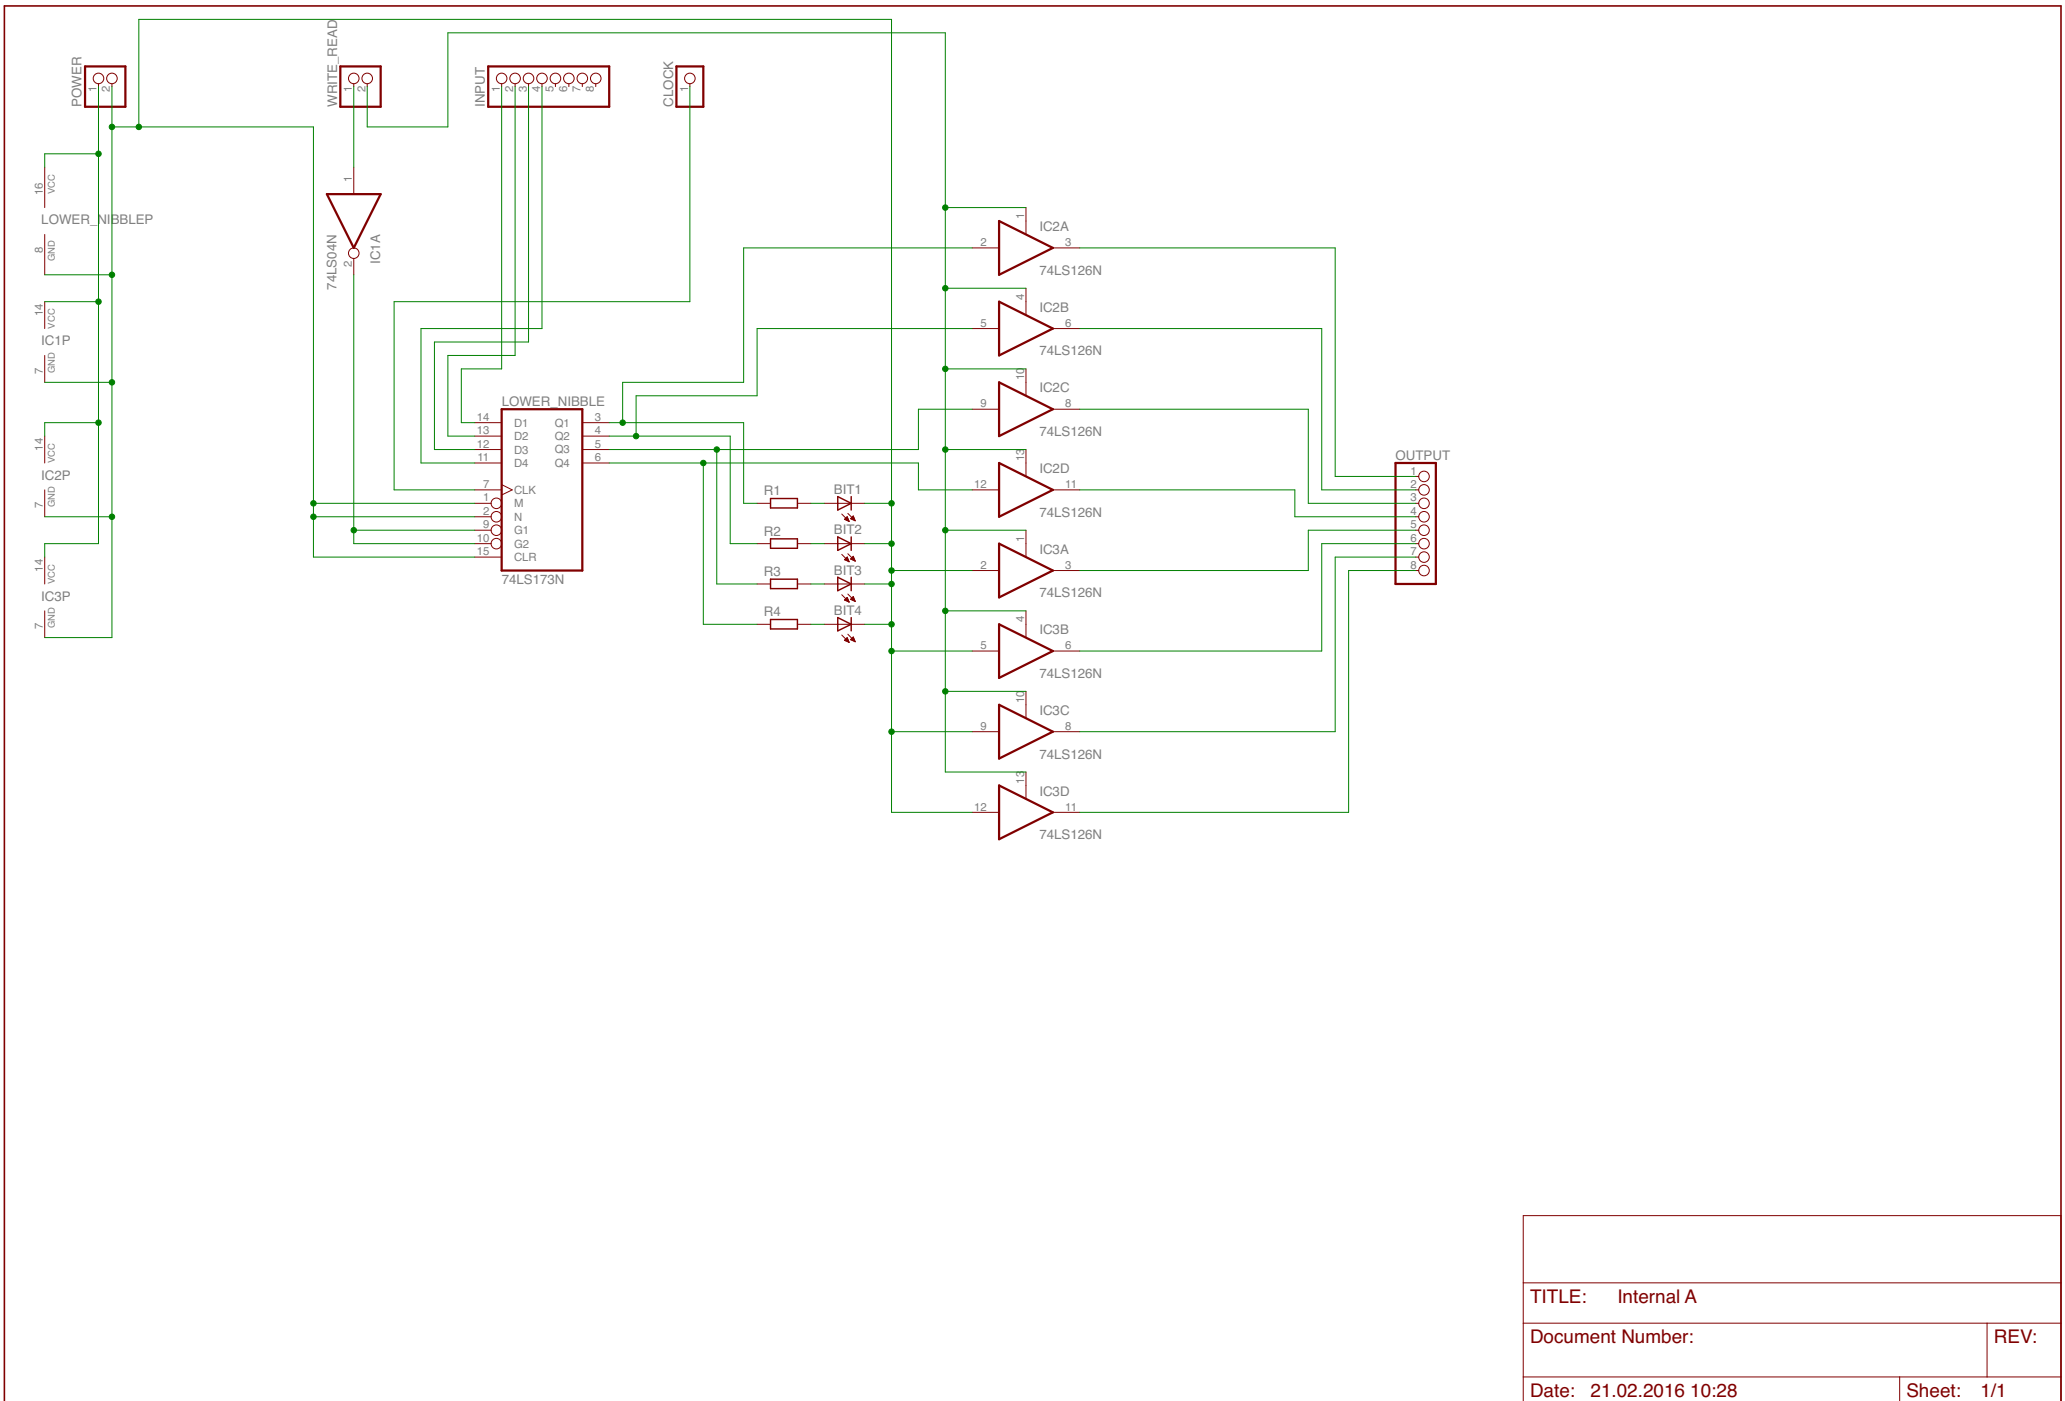 POWER
1
2
WRITE_READ
1
2
INPUT
1
2
3
4
5
6
7
8
CLOCK
1
16
VCC
LOWER_NIBBLEP
8
GND
14
VCC
IC1P
7
GND
14
VCC
IC2P
7
GND
14
VCC
IC3P
7
GND
1
74LS04N
2
IC1A
LOWER_NIBBLE
14 D1 Q1 3
13 D2 Q2 4
12 D3 Q3 5
11 D4 Q4 6
7 CLK
1 M
2 N
9 G1
10 G2
15 CLR
74LS173N
R1 BIT1
R2 BIT2
R3 BIT3
R4 BIT4
1 IC2A
2 3
74LS126N
4 IC2B
5 6
74LS126N
10 IC2C
9 8
74LS126N
13 IC2D
12 11
74LS126N
1 IC3A
2 3
74LS126N
4 IC3B
5 6
74LS126N
10 IC3C
9 8
74LS126N
13 IC3D
12 11
74LS126N
OUTPUT
1
2
3
4
5
6
7
8
TITLE: Internal A
Document Number:
REV:
Date: 21.02.2016 10:28
Sheet: 1/1